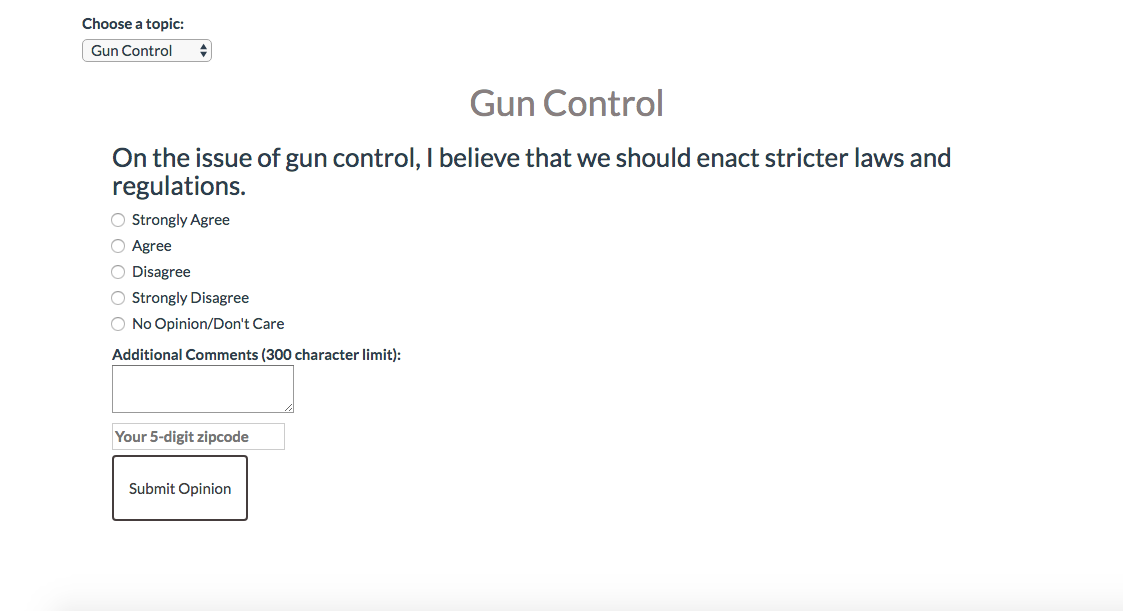 Choose a topic:
Gun Control
Gun Control
On the issue of gun control, I believe that we should enact stricter laws and
regulations.
Strongly Agree
Agree
Disagree
Strongly Disagree
No Opinion/Don't Care
Additional Comments (300 character limit):
Your 5-digit zipcode
Submit Opinion